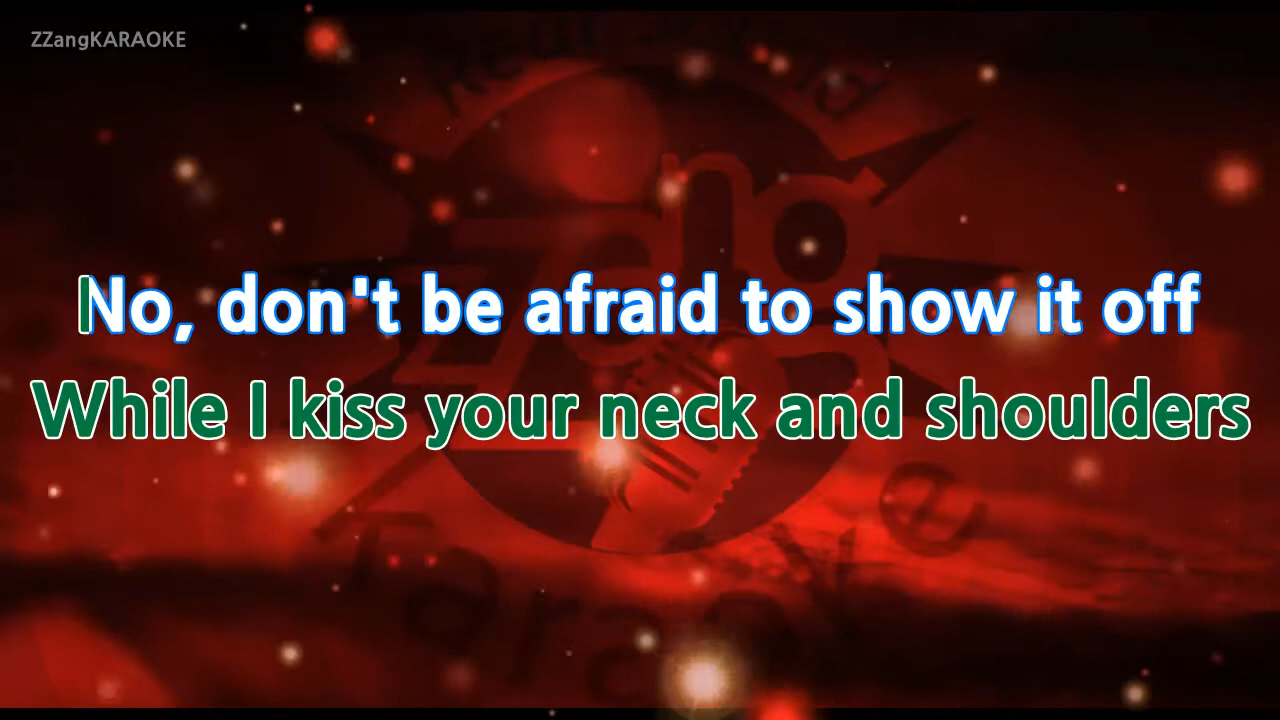 ZZangKARAOKE
No, don't be afraid to show it off
While I kiss your neck and shoulders